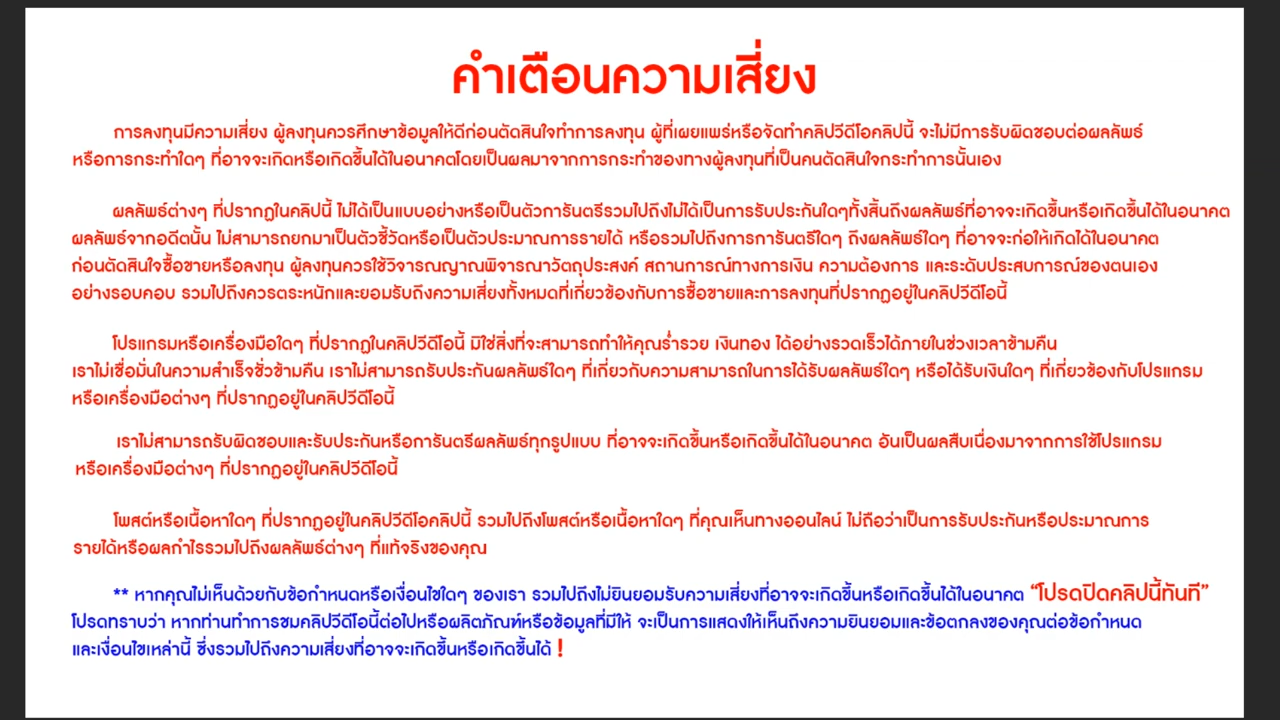 คำเตือนความเสี่ยง
การลงทุนมีความเสี่ยง ผู้ลงทุนควรศึกษาข้อมูลให้ดีก่อนตัดสินใจทำการลงทุน ผู้ที่เผยแพร่หรือจัดทำคลิปวีดีโอคลิปนี้ จะไม่มีการรับผิดชอบต่อผลลัพธ์
หรือการกระทำใดๆ ที่อาจจะเกิดหรือเกิดขึ้นได้ในอนาคตโดยเป็นผลมาจากการกระทำของทางผู้ลงทุนที่เป็นคนตัดสินใจกระทำการนั้นเอง
ผลลัพธ์ต่างๆ ที่ปรากฏในคลิปนี้ ไม่ได้เป็นแบบอย่างหรือเป็นตัวการันตรีรวมไปถึงไม่ได้เป็นการรับประกันใดๆทั้งสิ้นถึงผลลัพธ์ที่อาจจะเกิดขึ้นหรือเกิดขึ้นได้ในอนาคต
ผลลัพธ์จากอดีตนั้น ไม่สามารถยกมาเป็นตัวชี้วัดหรือเป็นตัวประมาณการรายได้ หรือรวมไปถึงการการันตรีใดๆ ถึงผลลัพธ์ใดๆ ที่อาจจะก่อให้เกิดได้ในอนาคต
ก่อนตัดสินใจซื้อขายหรือลงทุน ผู้ลงทุนควรใช้วิจารณญาณพิจารณาวัตถุประสงค์ สถานการณ์ทางการเงิน ความต้องการ และระดับประสบการณ์ของตนเอง
อย่างรอบคอบ รวมไปถึงควรตระหนักและยอมรับถึงความเสี่ยงทั้งหมดที่เกี่ยวข้องกับการซื้อขายและการลงทุนที่ปรากฏอยู่ในคลิปวีดีโอนี้
โปรแกรมหรือเครื่องมือใดๆ ที่ปรากฏในคลิปวีดีโอนี้ มิใช่สิ่งที่จะสามารถทำให้คุณร่ำรวย เงินทอง ได้อย่างรวดเร็วได้ภายในช่วงเวลาข้ามคืน
เราไม่เชื่อมั่นในความสำเร็จชั่วข้ามคืน เราไม่สามารถรับประกันผลลัพธ์ใดๆ ที่เกี่ยวกับความสามารถในการได้รับผลลัพธ์ใดๆ หรือได้รับเงินใดๆ ที่เกี่ยวข้องกับโปรแกรม
หรือเครื่องมือต่างๆ ที่ปรากฏอยู่ในคลิปวีดีโอนี้
เราไม่สามารถรับผิดชอบและรับประกันหรือการันตรีผลลัพธ์ทุกรูปแบบ ที่อาจจะเกิดขึ้นหรือเกิดขึ้นได้ในอนาคต อันเป็นผลสืบเนื่องมาจากการใช้โปรแกรม
หรือเครื่องมือต่างๆ ที่ปรากฏอยู่ในคลิปวีดีโอนี้
โพสต์หรือเนื้อหาใดๆ ที่ปรากฏอยู่ในคลิปวีดีโอคลิปนี้ รวมไปถึงโพสต์หรือเนื้อหาใดๆ ที่คุณเห็นทางออนไลน์ ไม่ถือว่าเป็นการรับประกันหรือประมาณการ
รายได้หรือผลกำไรรวมไปถึงผลลัพธ์ต่างๆ ที่แท้จริงของคุณ
** หากคุณไม่เห็นด้วยกับข้อกำหนดหรือเงื่อนไขใดๆ ของเรา รวมไปถึงไม่ยินยอมรับความเสี่ยงที่อาจจะเกิดขึ้นหรือเกิดขึ้นได้ในอนาคต “โปรดปิดคลิปนี้ทันที”
โปรดทราบว่า หากท่านทำการชมคลิปวีดีโอนี้ต่อไปหรือผลิตภัณฑ์หรือข้อมูลที่มีให้ จะเป็นการแสดงให้เห็นถึงความยินยอมและข้อตกลงของคุณต่อข้อกำหนด
และเงื่อนไขเหล่านี้ ซึ่งรวมไปถึงความเสี่ยงที่อาจจะเกิดขึ้นหรือเกิดขึ้นได้ !